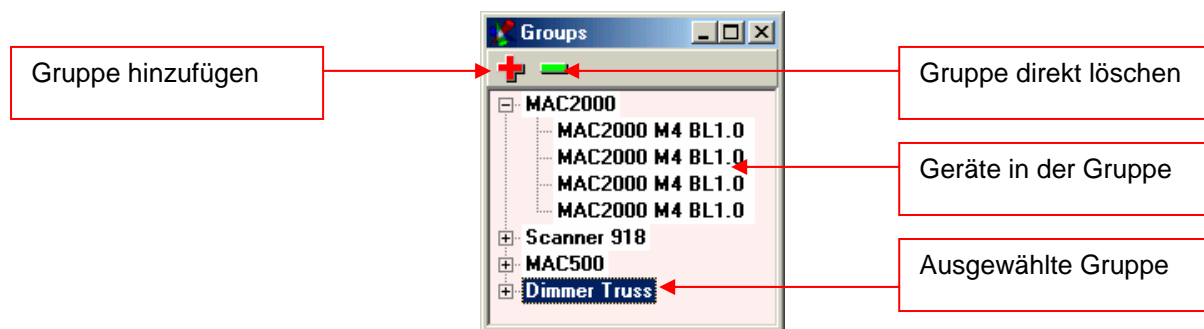 Groups
Gruppe hinzufügen
Gruppe direkt löschen
MAC2000
MAC2000 M4 BL1.0
MAC2000 M4 BL1.0
MAC2000 M4 BL1.0
MAC2000 M4 BL1.0
Geräte in der Gruppe
Scanner 918
MAC500
Dimmer Truss
Ausgewählte Gruppe